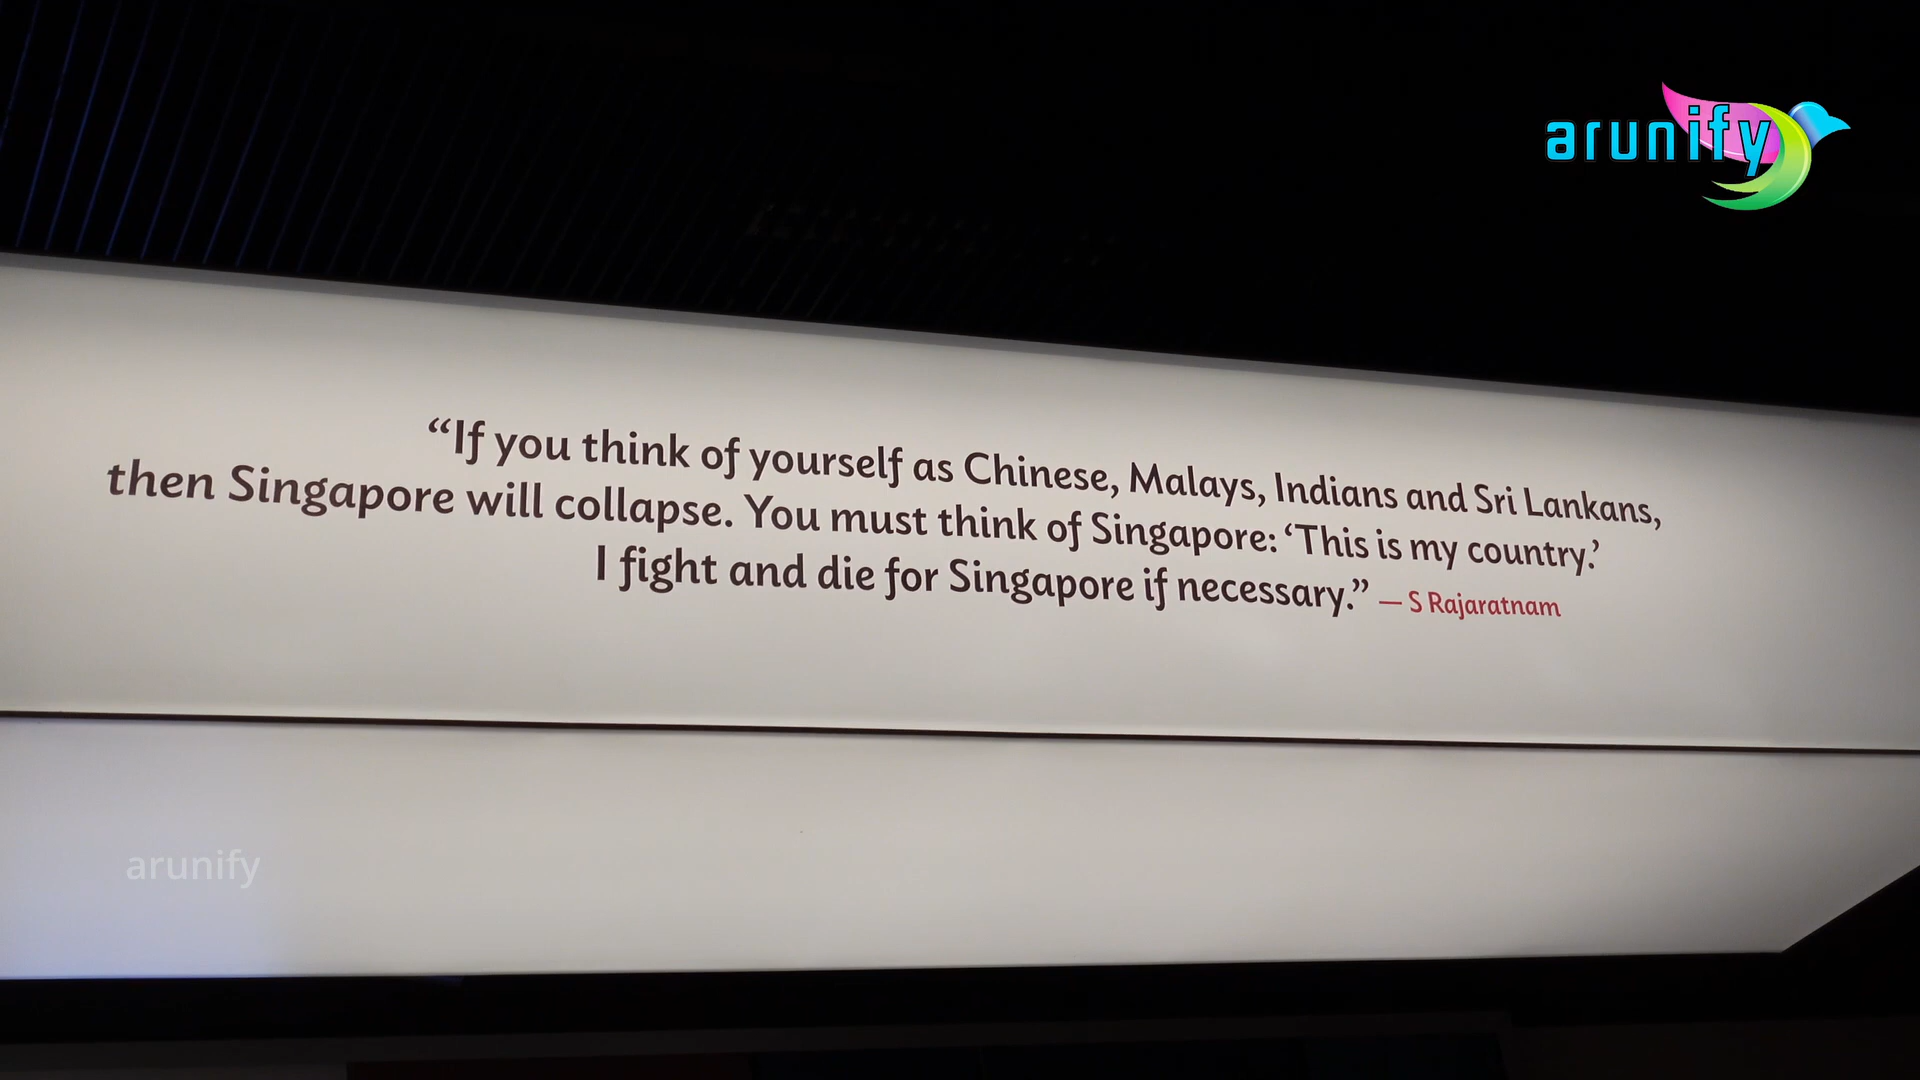 arunify
“If you think of yourself as Chinese, Malays, Indians and Sri Lankans,
then Singapore will collapse. You must think of Singapore: ‘This is my country.’
I fight and die for Singapore if necessary.” — S Rajaratnam
arunify